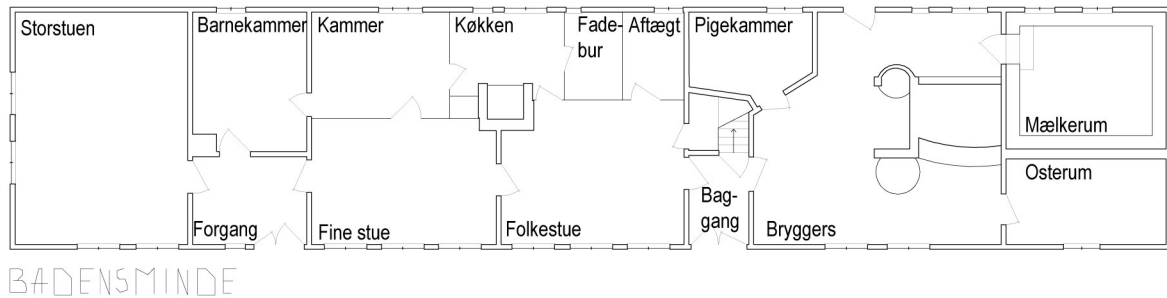 Storstuen
Barnekammer
Kammer
Køkken
Fade-
bur
Aftægt
Pigekammer
Mælkerum
Osterum
Forgang
Fine stue
Folkestue
Bag-
gang
Bryggers
BADENSMINDE